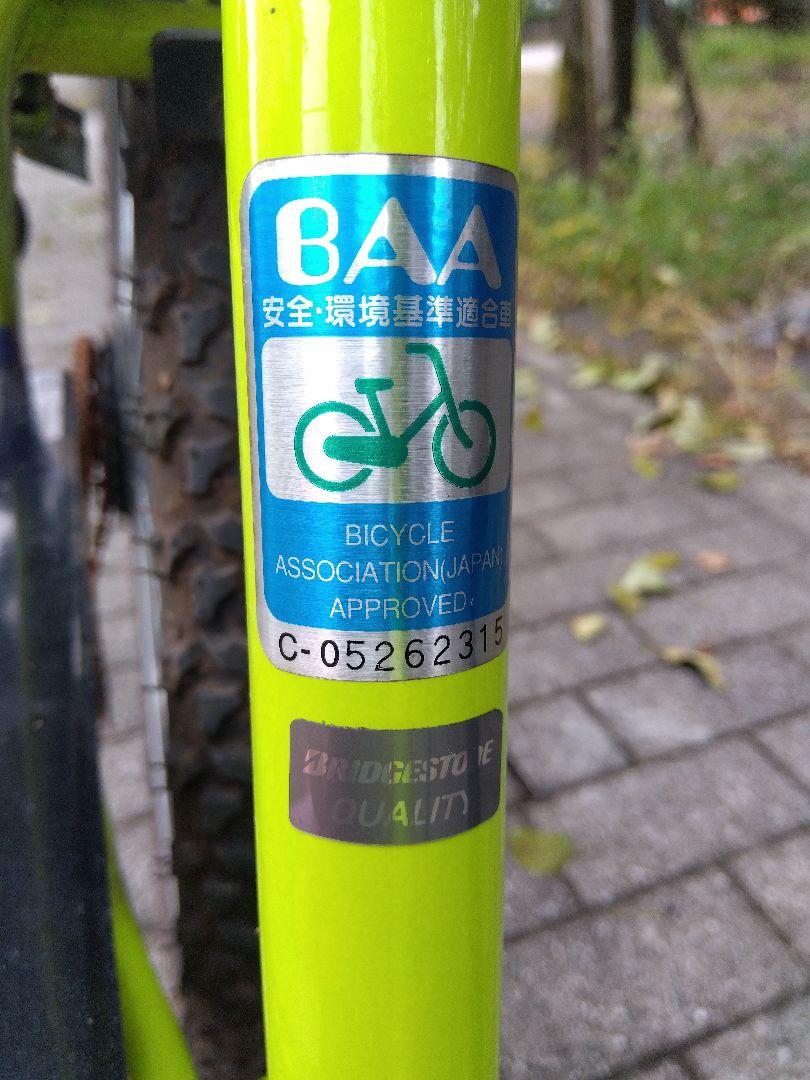 BAA
安全・環境基準適合車
BICYCLE
ASSOCIATION(JAPAN)
APPROVED
C-05262315
BRIDGESTONE
QUALITY